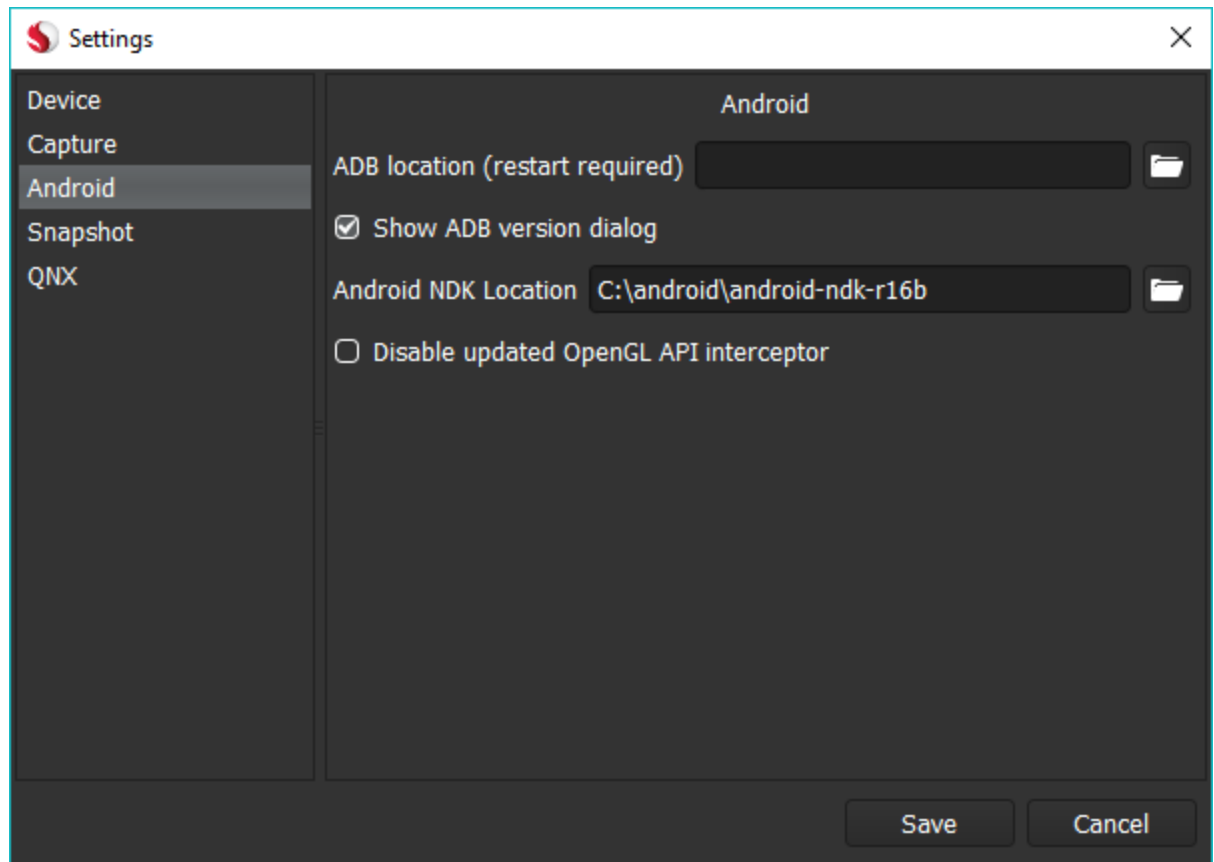 Settings
Device
Capture
Android
Snapshot
QNX
Android
ADB location (restart required)
Show ADB version dialog
Android NDK Location C:\android\android-ndk-r16b
Disable updated OpenGL API interceptor
Save Cancel